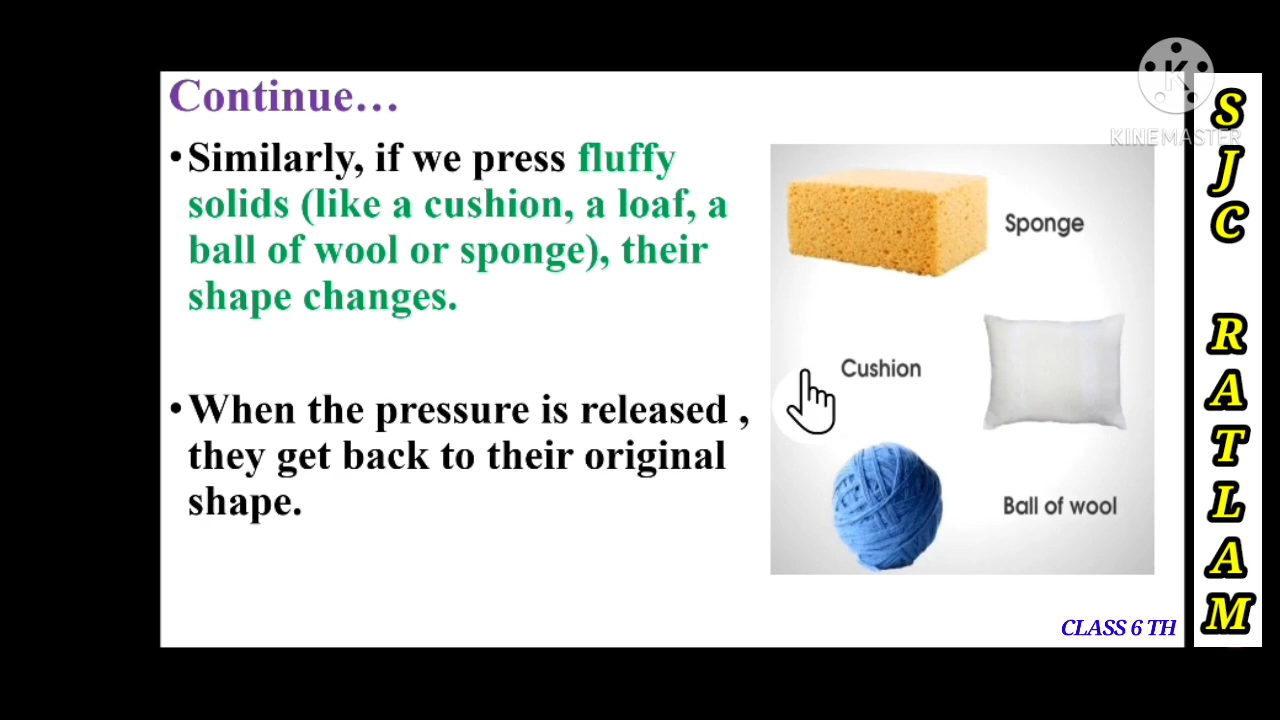 Continue...
•Similarly, if we press fluffy
solids (like a cushion, a loaf, a
ball of wool or sponge), their
shape changes.
•When the pressure is released ,
they get back to their original
shape.
Sponge
Cushion
Ball of wool
CLASS 6 TH
K
KINEMASTER
SJC RATLAM